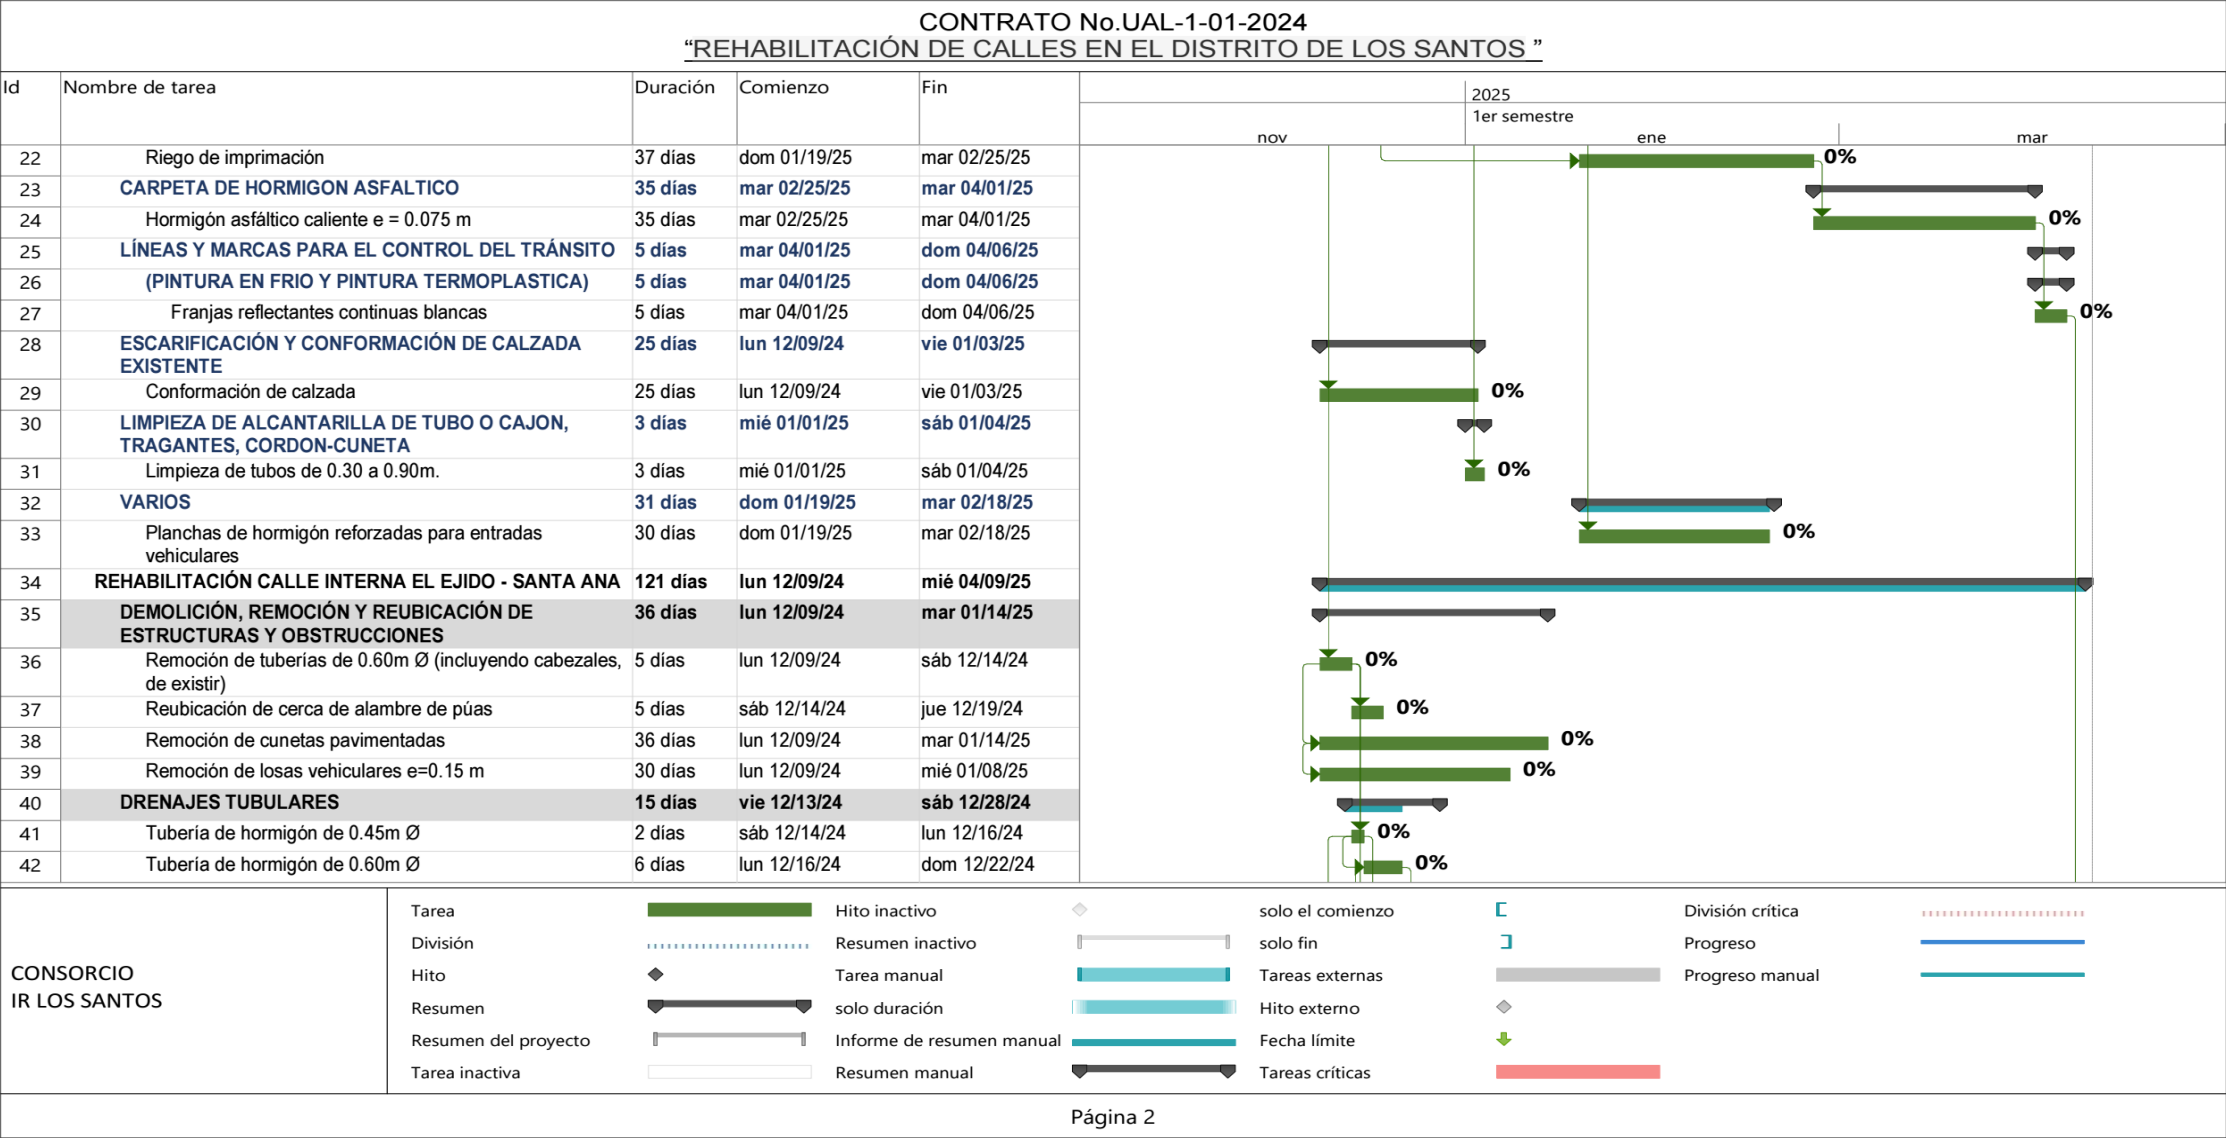 CONTRATO No.UAL-1-01-2024
“REHABILITACIÓN DE CALLES EN EL DISTRITO DE LOS SANTOS ”
Id Nombre de tarea Duración Comienzo Fin
2025
1er semestre
nov ene mar
22 Riego de imprimación 37 días dom 01/19/25 mar 02/25/25 0%
23 CARPETA DE HORMIGON ASFALTICO 35 días mar 02/25/25 mar 04/01/25
24 Hormigón asfáltico caliente e = 0.075 m 35 días mar 02/25/25 mar 04/01/25 0%
25 LÍNEAS Y MARCAS PARA EL CONTROL DEL TRÁNSITO 5 días mar 04/01/25 dom 04/06/25
26 (PINTURA EN FRIO Y PINTURA TERMOPLASTICA) 5 días mar 04/01/25 dom 04/06/25
27 Franjas reflectantes continuas blancas 5 días mar 04/01/25 dom 04/06/25 0%
28 ESCARIFICACIÓN Y CONFORMACIÓN DE CALZADA 25 días lun 12/09/24 vie 01/03/25
EXISTENTE
29 Conformación de calzada 25 días lun 12/09/24 vie 01/03/25 0%
30 LIMPIEZA DE ALCANTARILLA DE TUBO O CAJON, 3 días mié 01/01/25 sáb 01/04/25
TRAGANTES, CORDON-CUNETA
31 Limpieza de tubos de 0.30 a 0.90m. 3 días mié 01/01/25 sáb 01/04/25 0%
32 VARIOS 31 días dom 01/19/25 mar 02/18/25
33 Planchas de hormigón reforzadas para entradas 30 días dom 01/19/25 mar 02/18/25 0%
vehiculares
34 REHABILITACIÓN CALLE INTERNA EL EJIDO - SANTA ANA 121 días lun 12/09/24 mié 04/09/25
35 DEMOLICIÓN, REMOCIÓN Y REUBICACIÓN DE 36 días lun 12/09/24 mar 01/14/25
ESTRUCTURAS Y OBSTRUCCIONES
36 Remoción de tuberías de 0.60m Ø (incluyendo cabezales, 5 días lun 12/09/24 sáb 12/14/24 0%
de existir)
37 Reubicación de cerca de alambre de púas 5 días sáb 12/14/24 jue 12/19/24 0%
38 Remoción de cunetas pavimentadas 36 días lun 12/09/24 mar 01/14/25 0%
39 Remoción de losas vehiculares e=0.15 m 30 días lun 12/09/24 mié 01/08/25 0%
40 DRENAJES TUBULARES 15 días vie 12/13/24 sáb 12/28/24
41 Tubería de hormigón de 0.45m Ø 2 días sáb 12/14/24 lun 12/16/24 0%
42 Tubería de hormigón de 0.60m Ø 6 días lun 12/16/24 dom 12/22/24 0%
CONSORCIO
IR LOS SANTOS
Tarea Hito inactivo solo el comienzo División crítica
División Resumen inactivo solo fin Progreso
Hito Tarea manual Tareas externas Progreso manual
Resumen solo duración Hito externo
Resumen del proyecto Informe de resumen manual Fecha límite
Tarea inactiva Resumen manual Tareas críticas
Página 2